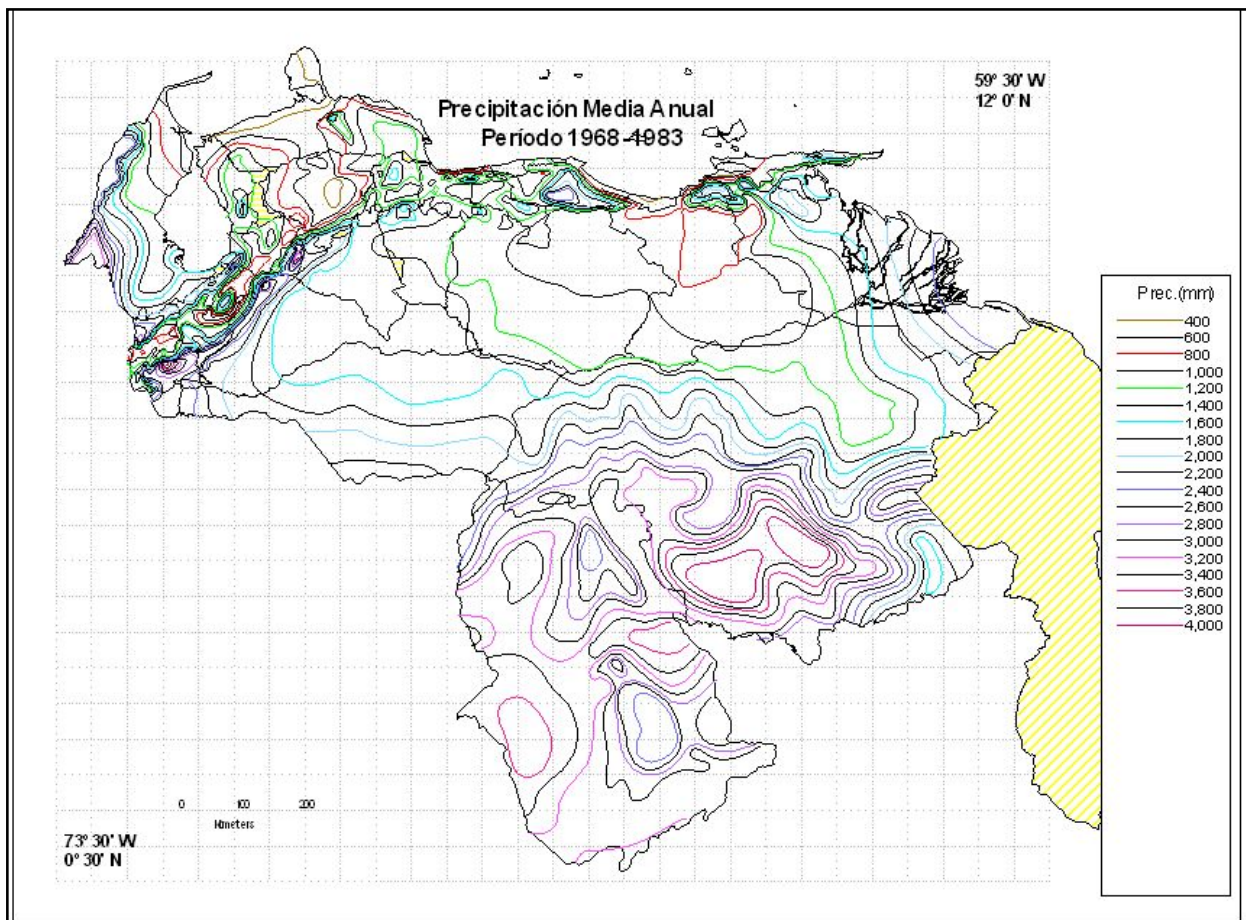 59° 30' W
12° 0' N
Precipitación Media Anual
Período 1968-1983
Prec.(mm)
400
600
800
1,000
1,200
1,400
1,600
1,800
2,000
2,200
2,400
2,600
2,800
3,000
3,200
3,400
3,600
3,800
4,000
0 100 200
Kilometers
73° 30' W
0° 30' N